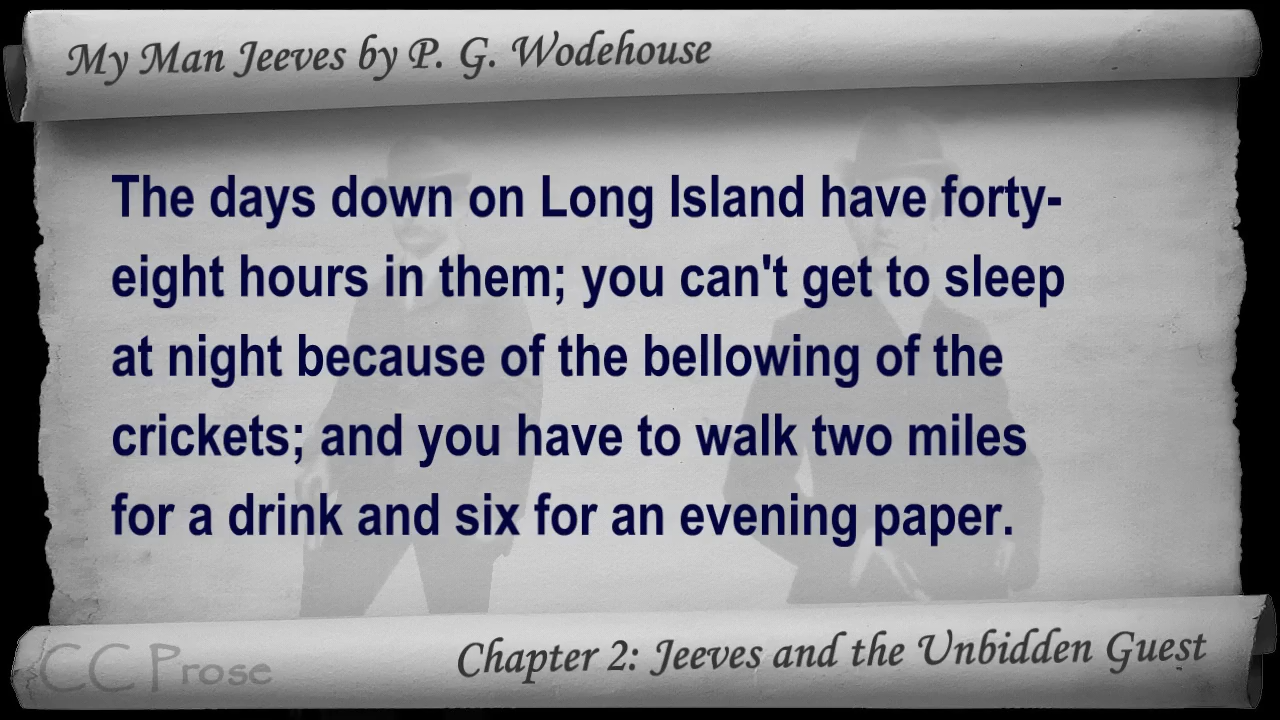 My Man Jeeves by P. G. Wodehouse
The days down on Long Island have forty-
eight hours in them; you can't get to sleep
at night because of the bellowing of the
crickets; and you have to walk two miles
for a drink and six for an evening paper.
CC Prose
Chapter 2: Jeeves and the Unbidden Guest